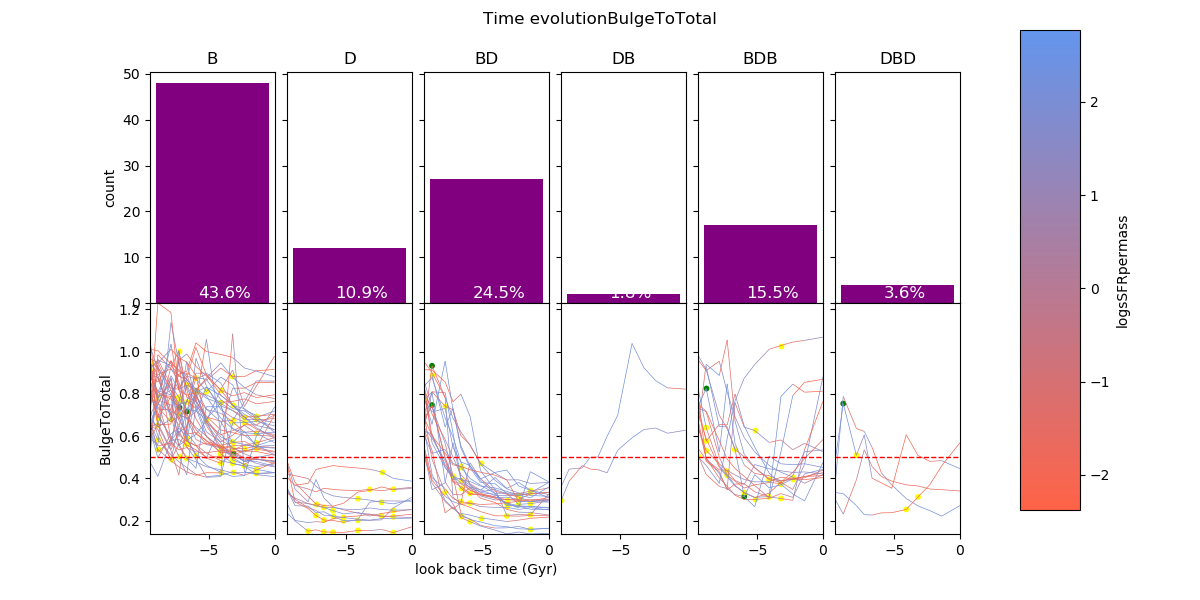 Time evolutionBulgeToTotal
B D BD DB BDB DBD
50
40
30
20
10
0
count
43.6% 10.9% 24.5% 1.8% 15.5% 3.6%
1.2
1.0
0.8
0.6
0.4
0.2
BulgeToTotal
−5 0 −5 0 −5 0 −5 0 −5 0 −5 0
look back time (Gyr)
2
1
0
−1
−2
logsSFRpermass